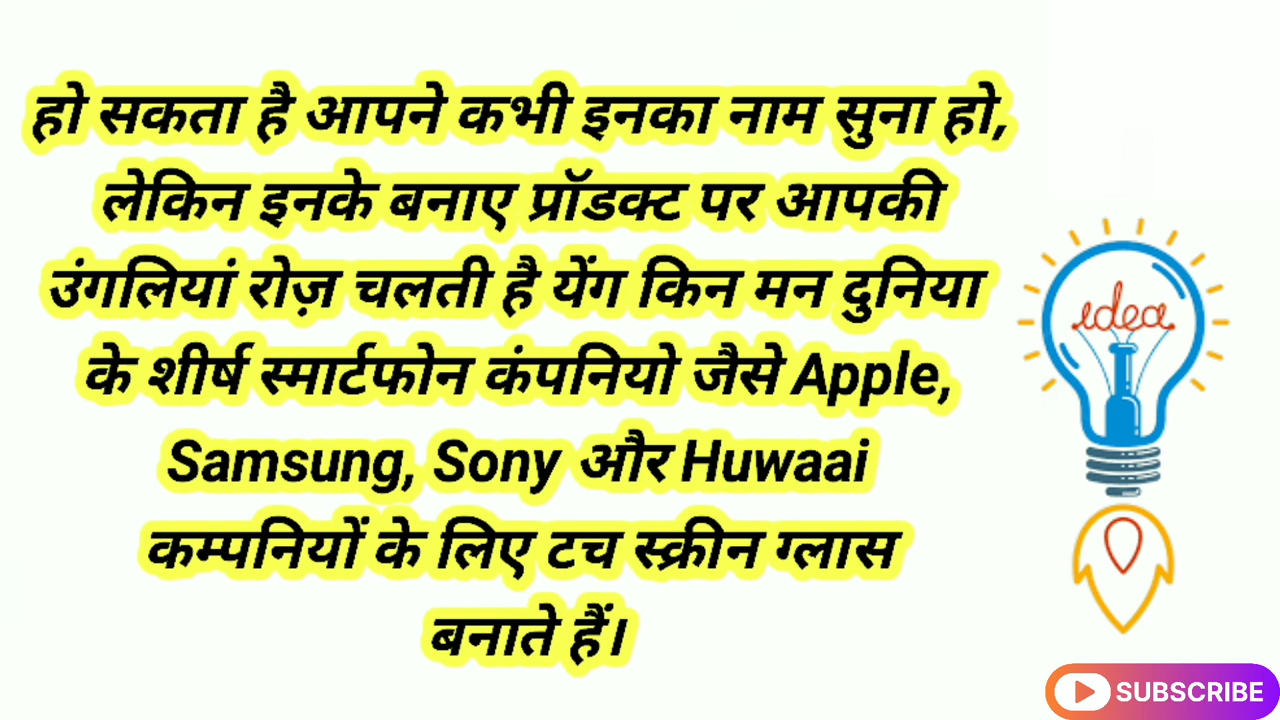 हो सकता है आपने कभी इनका नाम सुना हो,
लेकिन इनके बनाए प्रॉडक्ट पर आपकी
उंगलियां रोज़ चलती है येंग किन मन दुनिया
के शीर्ष स्मार्टफोन कंपनियो जैसे Apple,
Samsung, Sony और Huwaai
कम्पनियों के लिए टच स्क्रीन ग्लास
बनाते हैं।
idea
SUBSCRIBE